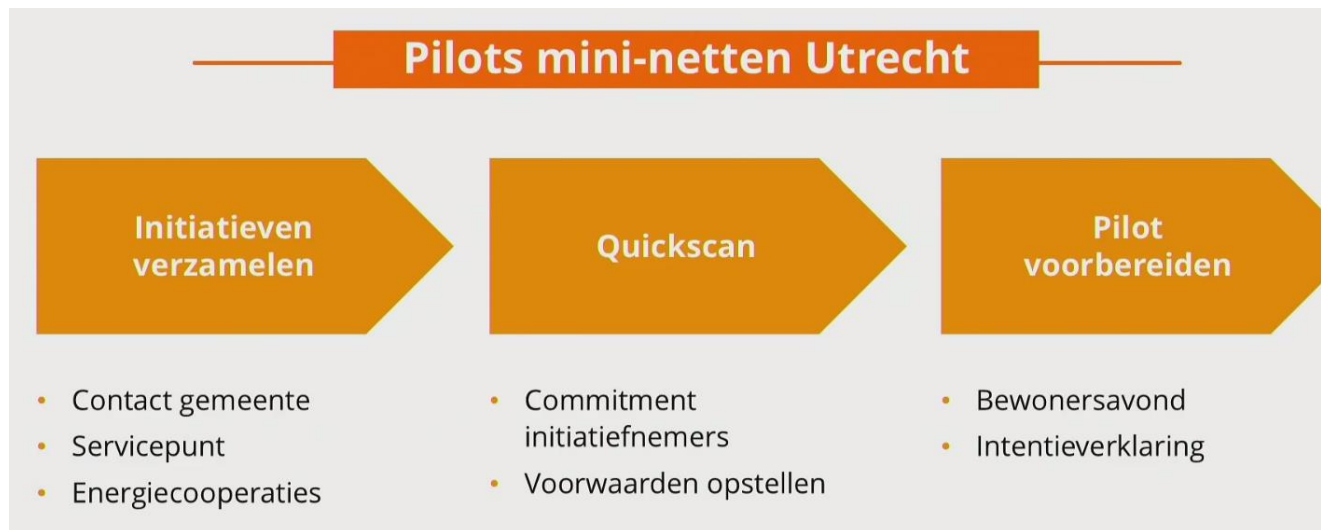 Pilots mini-netten Utrecht
Initiatieven
verzamelen
Quickscan
Pilot
voorbereiden
• Contact gemeente
• Servicepunt
• Energiecooperaties
• Commitment
initiatiefnemers
• Voorwaarden opstellen
• Bewonersavond
• Intentieverklaring